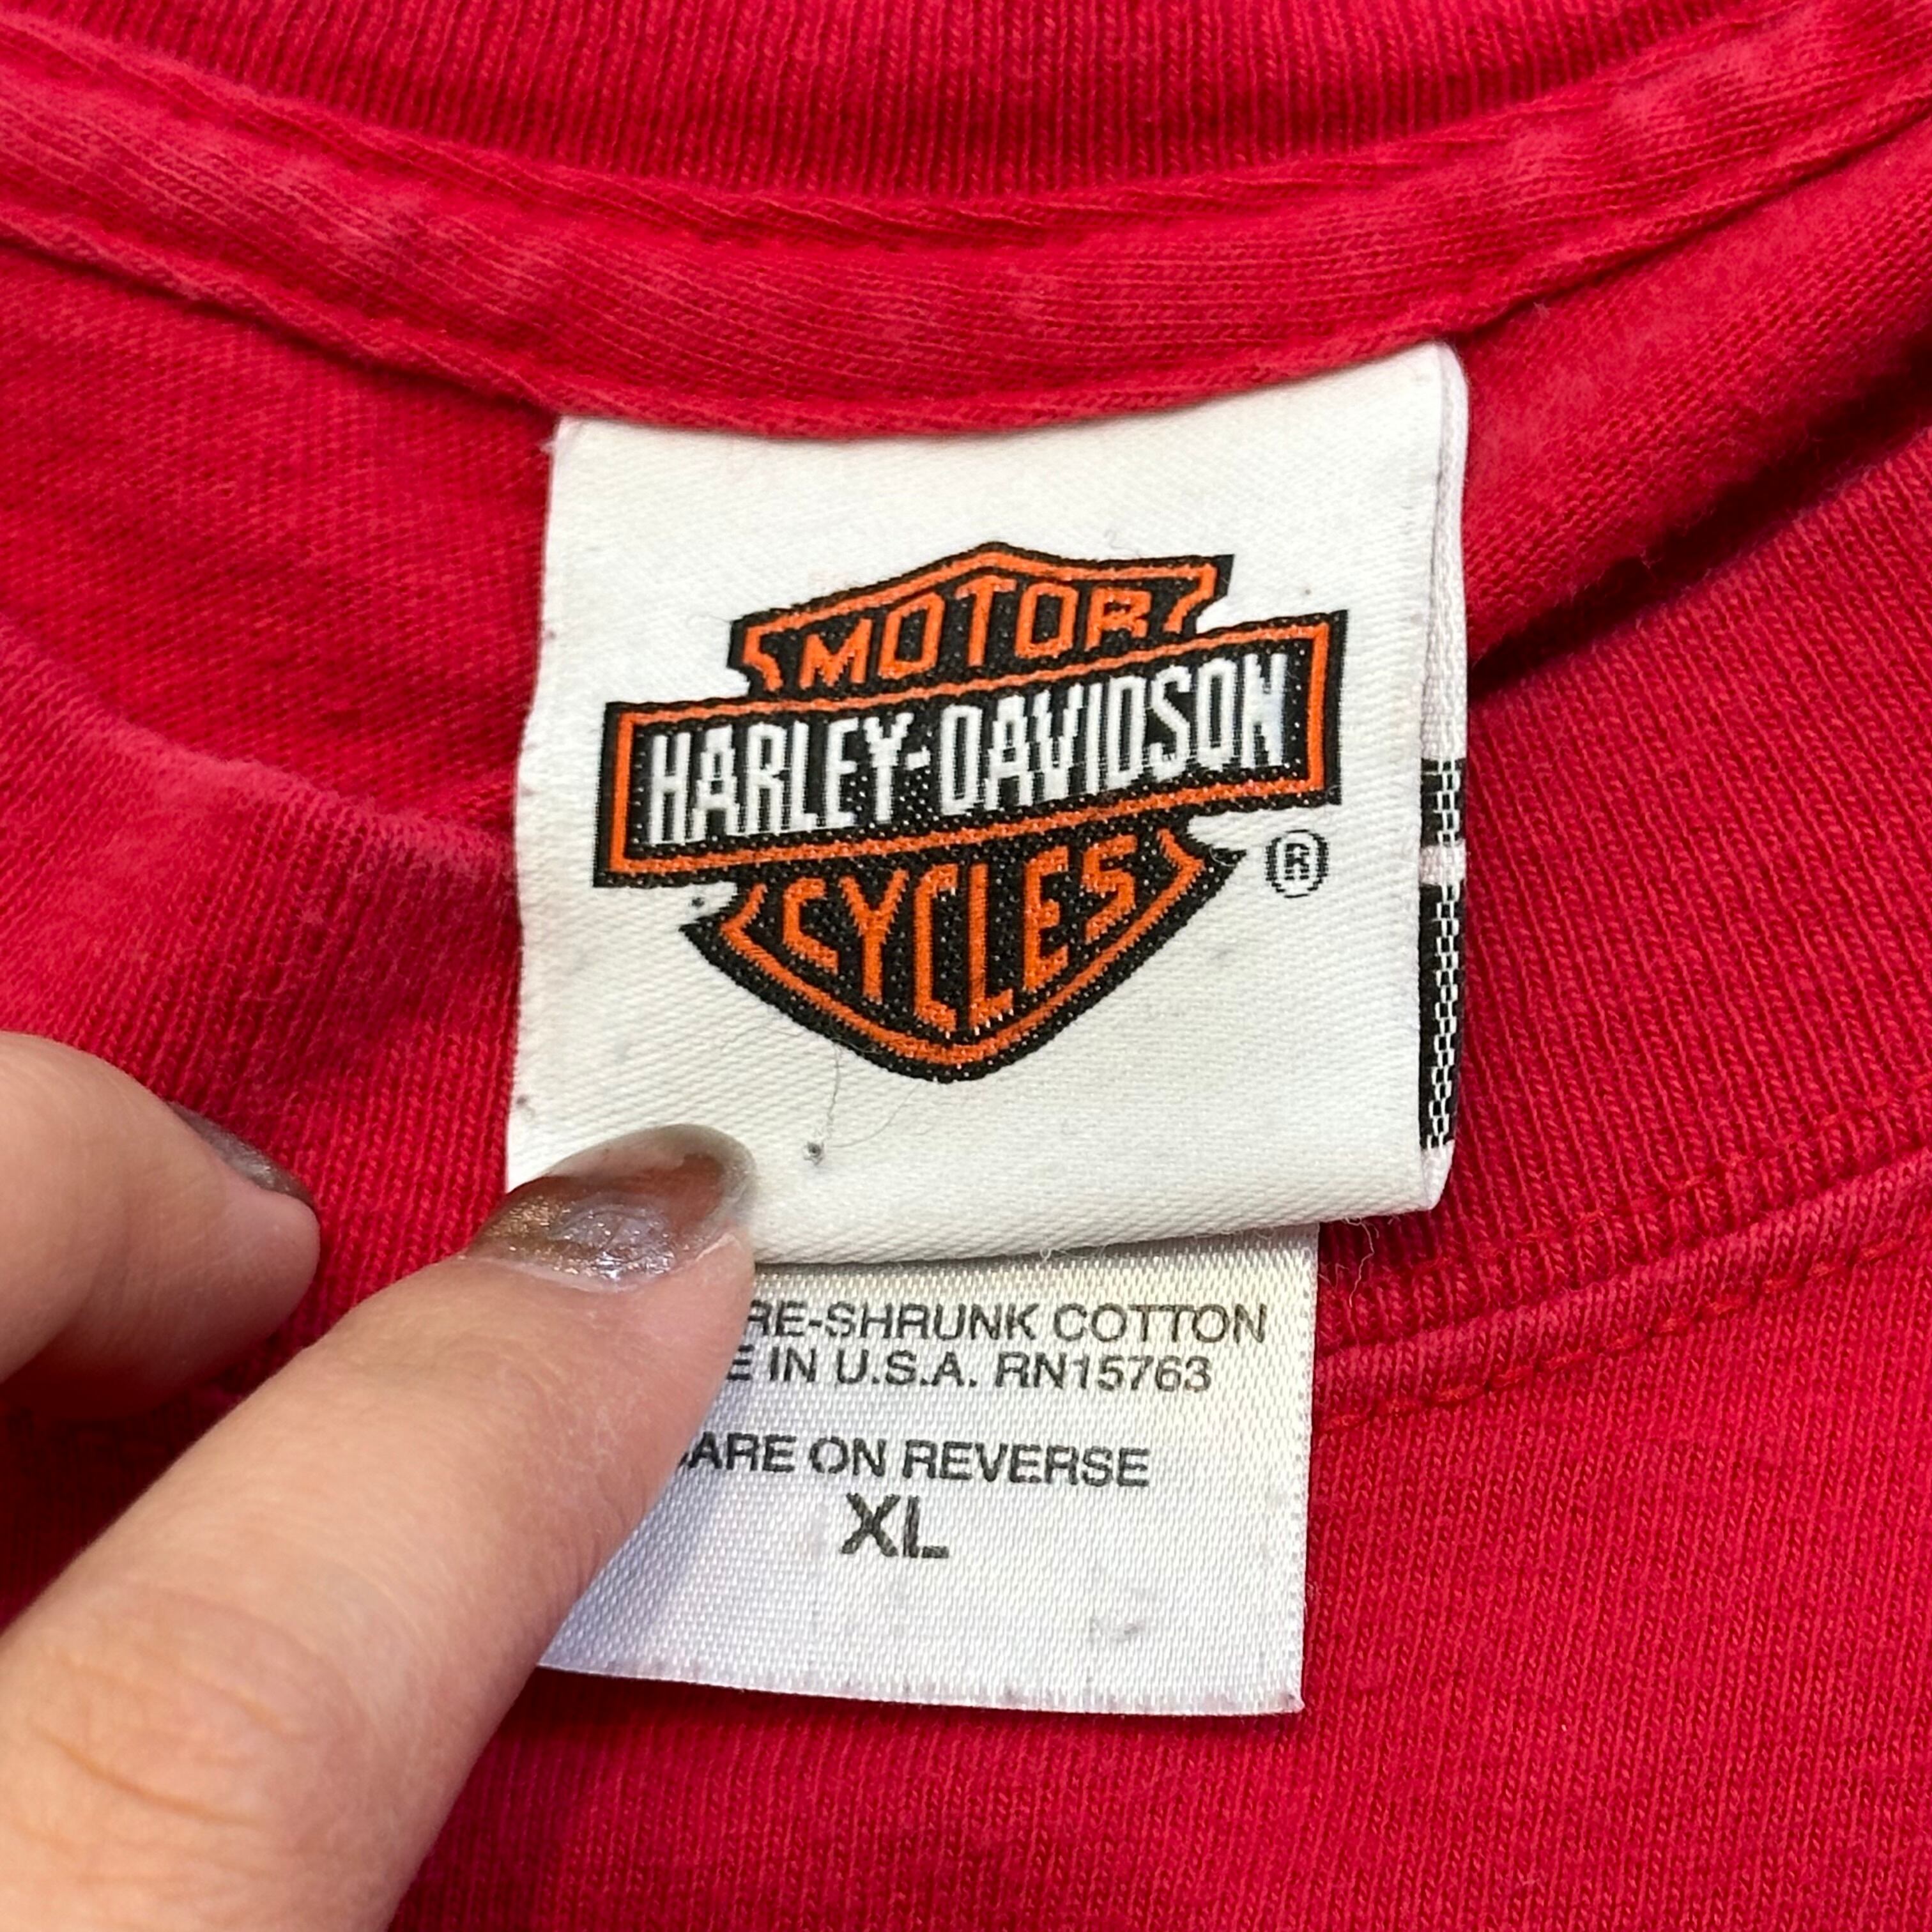 MOTOR
HARLEY-DAVIDSON
®
CYCLES
RE-SHRUNK COTTON
E IN U.S.A. RN15763
ARE ON REVERSE
XL